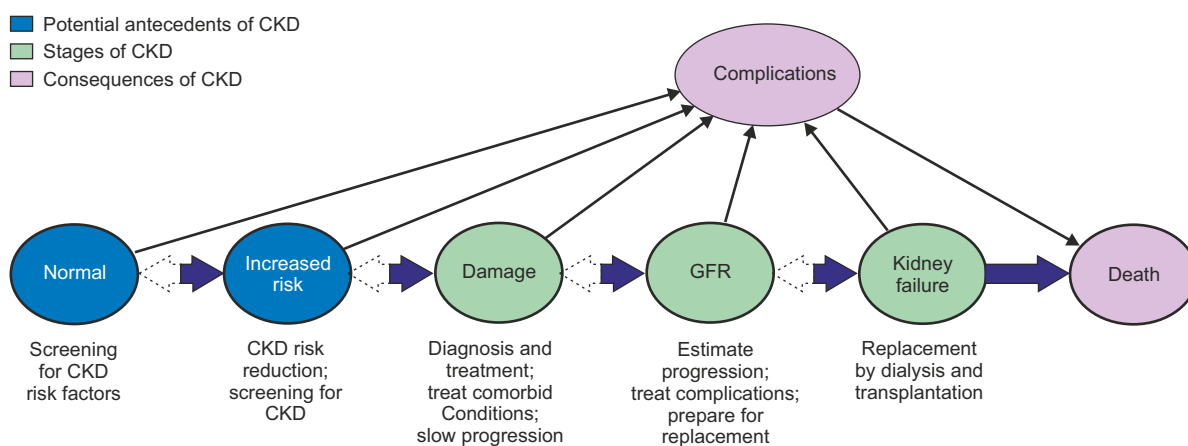 Potential antecedents of CKD
Stages of CKD
Consequences of CKD
Complications
Normal
Increased
risk
Damage
GFR
Kidney
failure
Death
Screening
for CKD
risk factors
CKD risk
reduction;
screening for
CKD
Diagnosis and
treatment;
treat comorbid
Conditions;
slow progression
Estimate
progression;
treat complications;
prepare for
replacement
Replacement
by dialysis and
transplantation